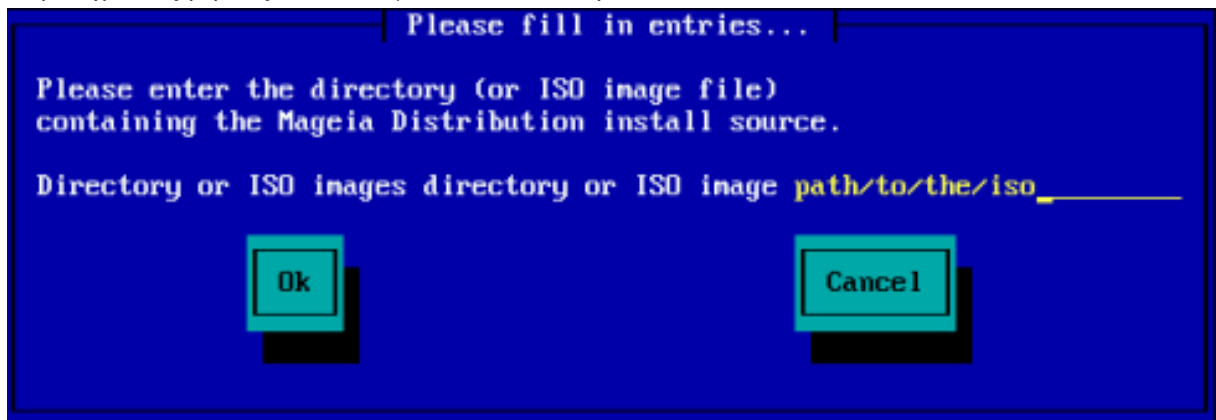 Please fill in entries...
Please enter the directory (or ISO image file)
containing the Mageia Distribution install source.
Directory or ISO images directory or ISO image path/to/the/iso
Ok Cancel